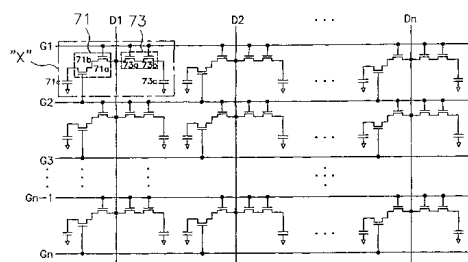 71 D1 73 D2 ... Dn
G1
"X"
71b 71a 73a 73b
71c 73c
G2
...
G3
...
Gn-1
...
Gn